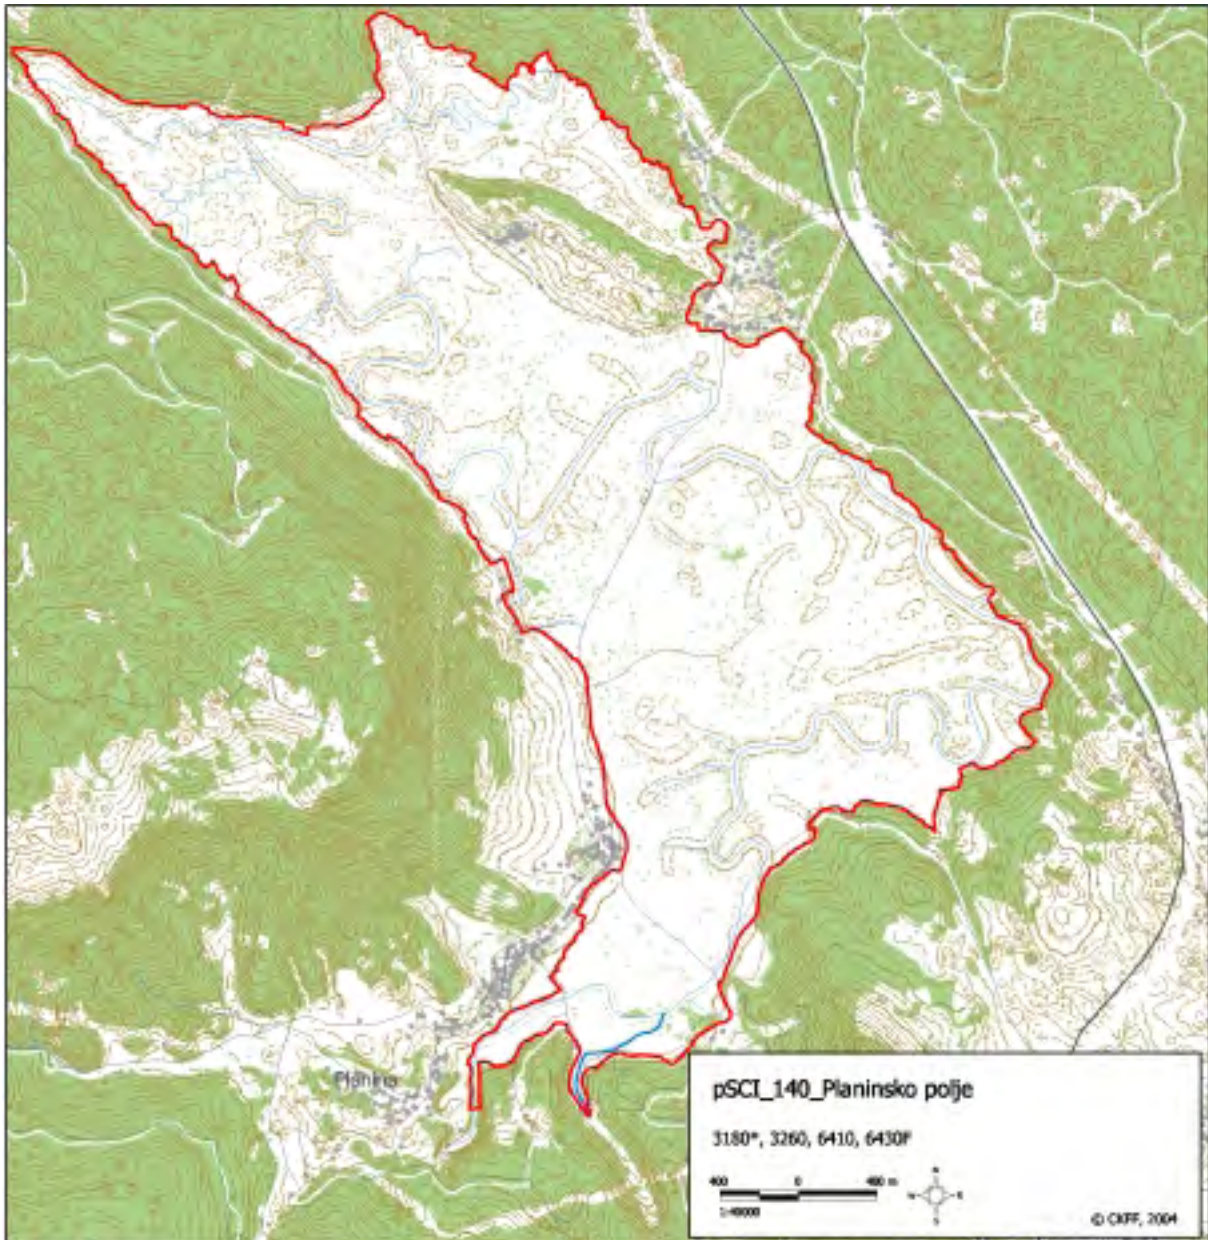 Planina
pSCI_140_Planinsko polje
3180*, 3260, 6410, 6430F
400 0 400 m
N
W E
S
1:40000
© CKFF, 2004